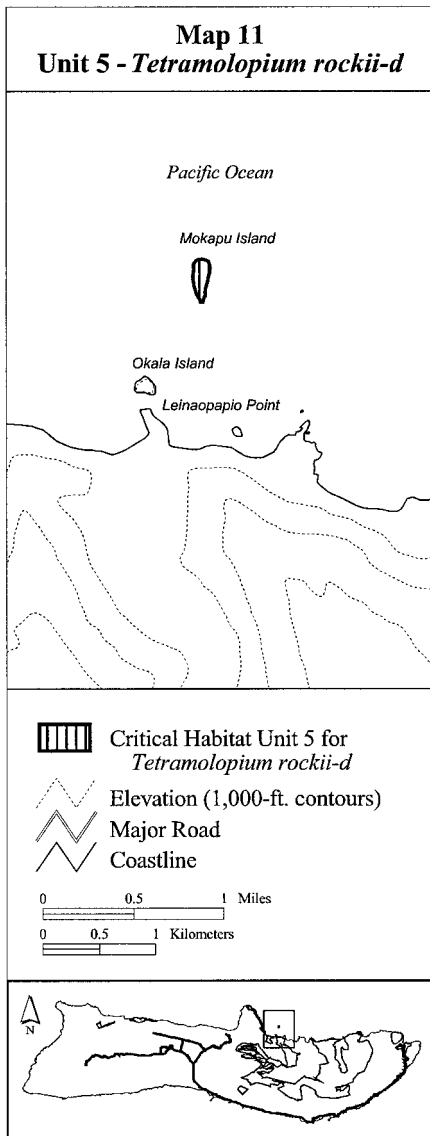 Map 11
Unit 5 - Tetramolopium rockii-d
Pacific Ocean
Mokapu Island
Okala Island
Leinaopapio Point
Critical Habitat Unit 5 for
Tetramolopium rockii-d
Elevation (1,000-ft. contours)
Major Road
Coastline
0 0.5 1 Miles
0 0.5 1 Kilometers
N